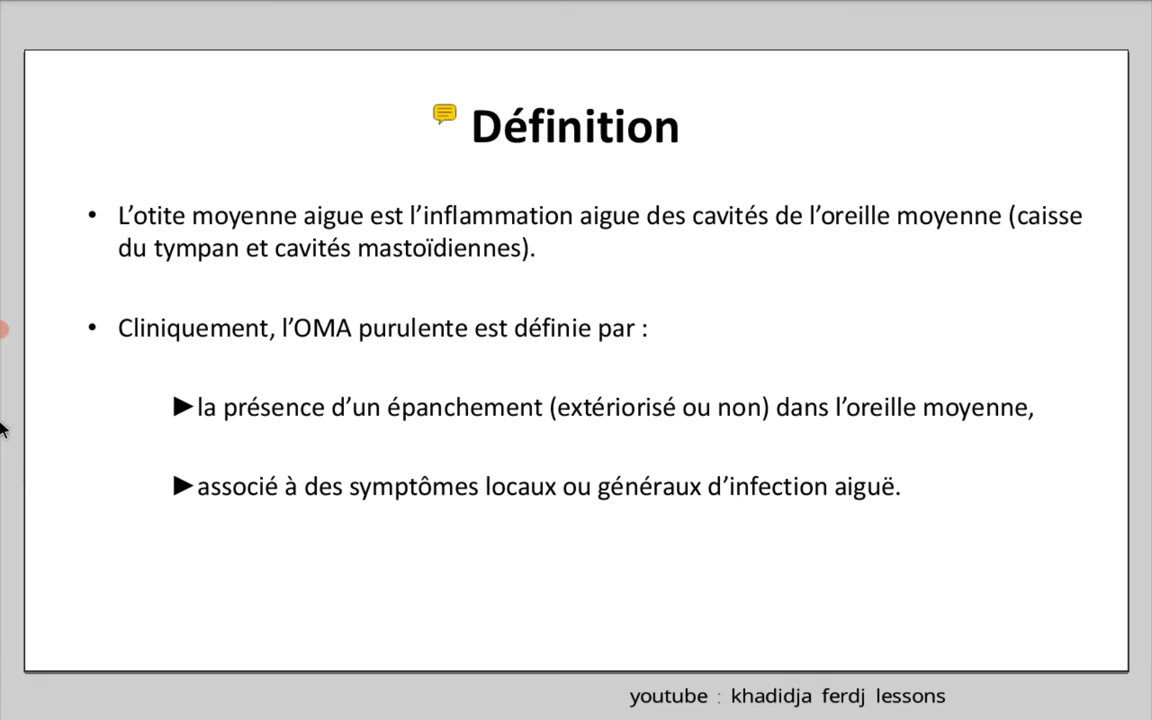 Définition
• L’otite moyenne aigue est l’inflammation aigue des cavités de l’oreille moyenne (caisse
du tympan et cavités mastoïdiennes).
• Cliniquement, l’OMA purulente est définie par :
►la présence d’un épanchement (extériorisé ou non) dans l’oreille moyenne,
►associé à des symptômes locaux ou généraux d’infection aiguë.
youtube : khadidja ferdj lessons